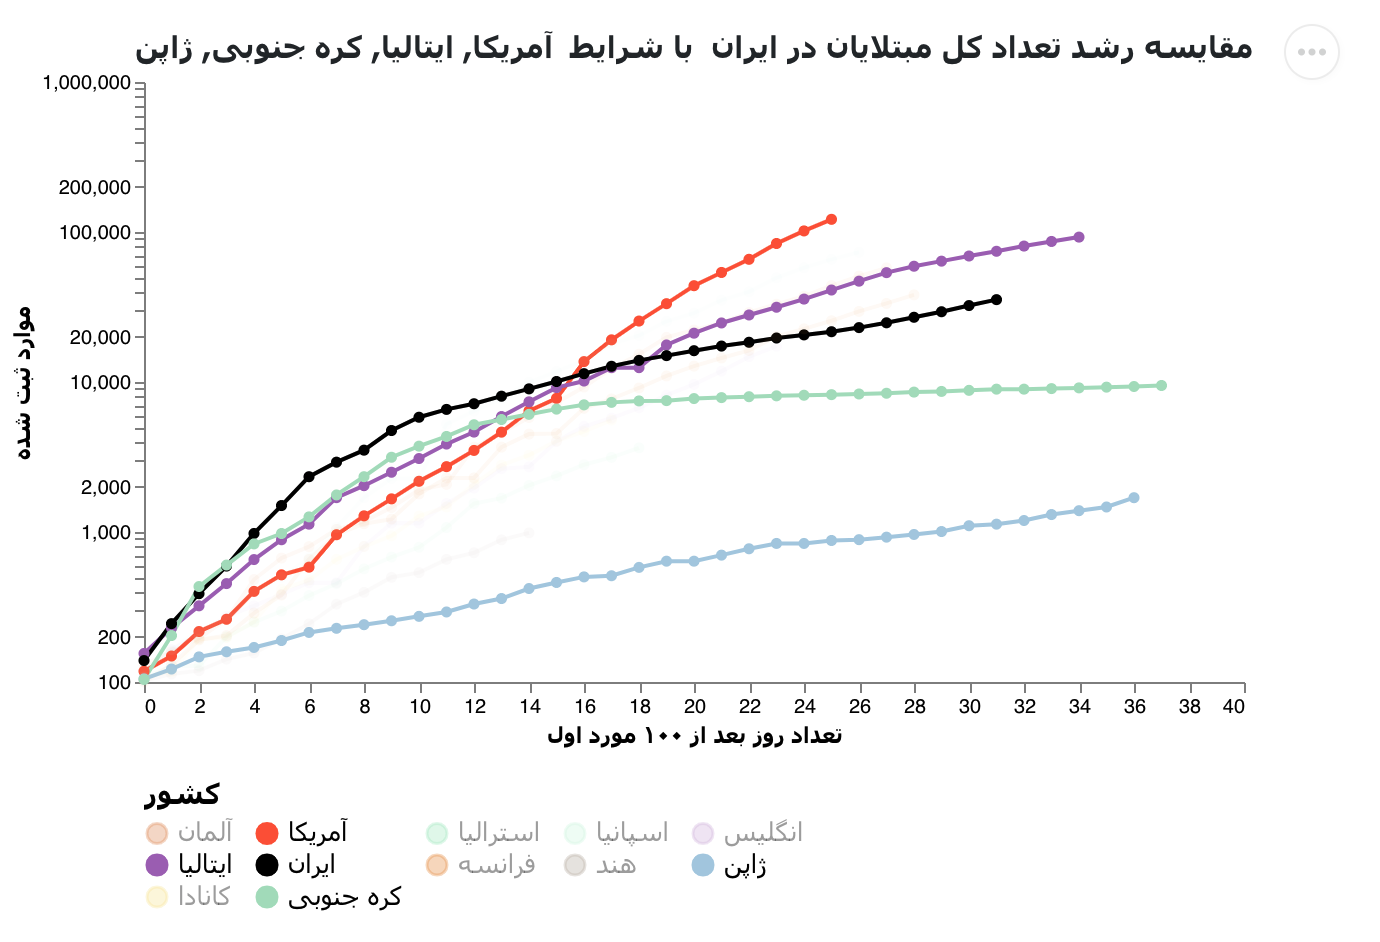 مقایسه رشد تعداد کل مبتلایان در ایران با شرایط آمریکا, ایتالیا, کره جنوبی, ژاپن
1,000,000
200,000
100,000
20,000
10,000
2,000
1,000
200
100
موارد ثبت شده
0 2 4 6 8 10 12 14 16 18 20 22 24 26 28 30 32 34 36 38 40
تعداد روز بعد از ۱۰۰ مورد اول
کشور
آلمان آمریکا استرالیا اسپانیا انگلیس
ایتالیا ایران فرانسه هند ژاپن
کانادا کره جنوبی